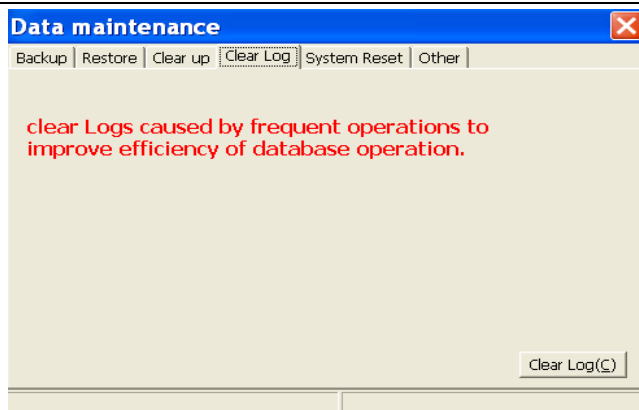 Data maintenance
Backup Restore Clear up Clear Log System Reset Other
clear Logs caused by frequent operations to
improve efficiency of database operation.
Clear Log(C)